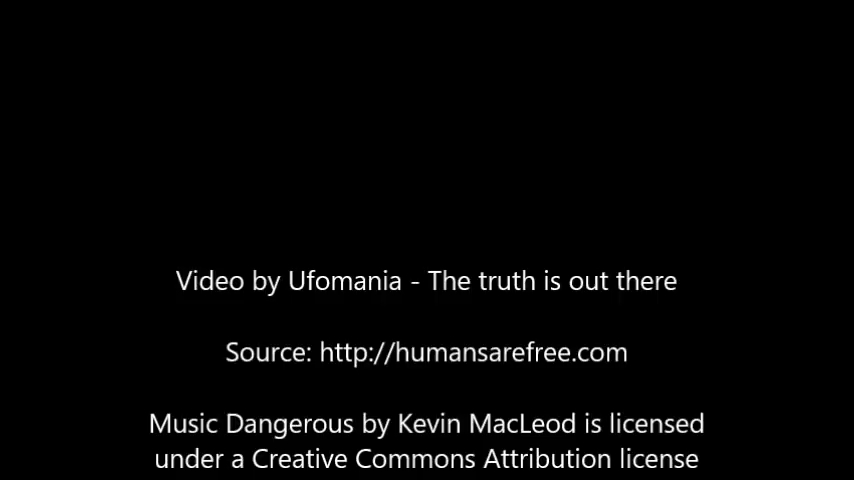 Video by Ufomania - The truth is out there
Source: http://humansarefree.com
Music Dangerous by Kevin MacLeod is licensed
under a Creative Commons Attribution license